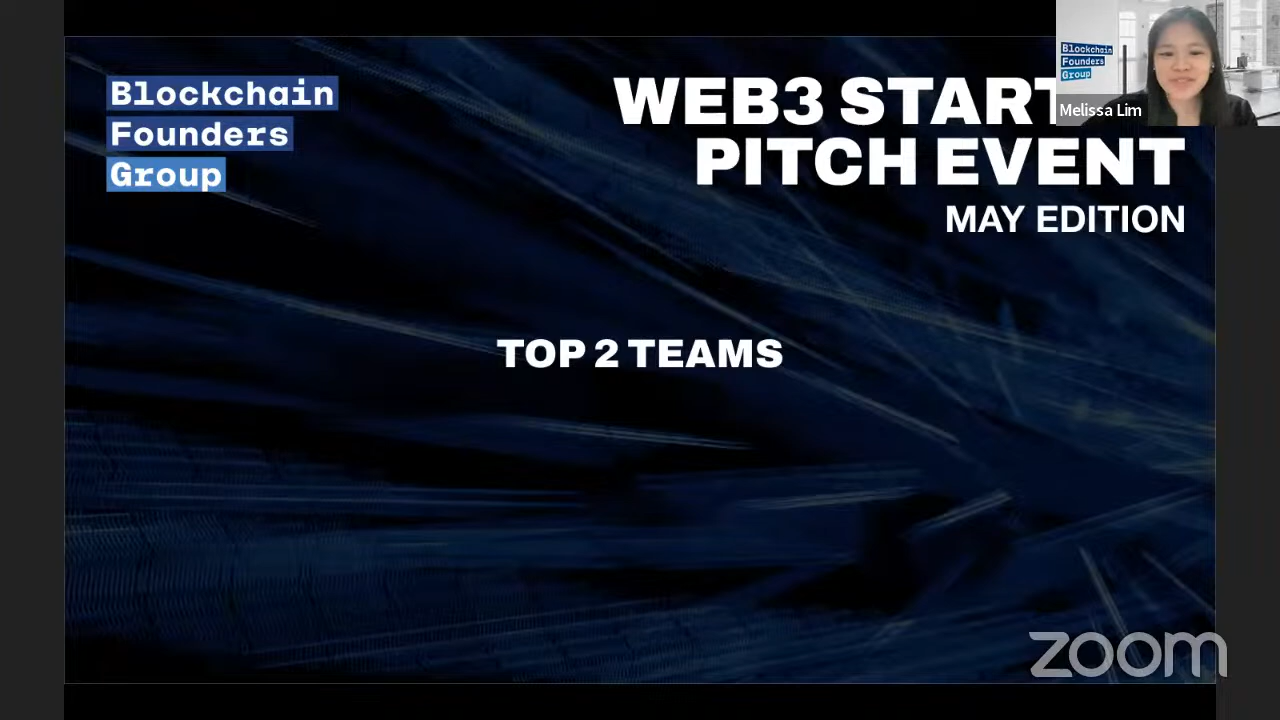 Blockchain
Founders
Group
WEB3 START
PITCH EVENT
MAY EDITION
Blockchain
Founders
Group
Melissa Lim
TOP 2 TEAMS
zoom